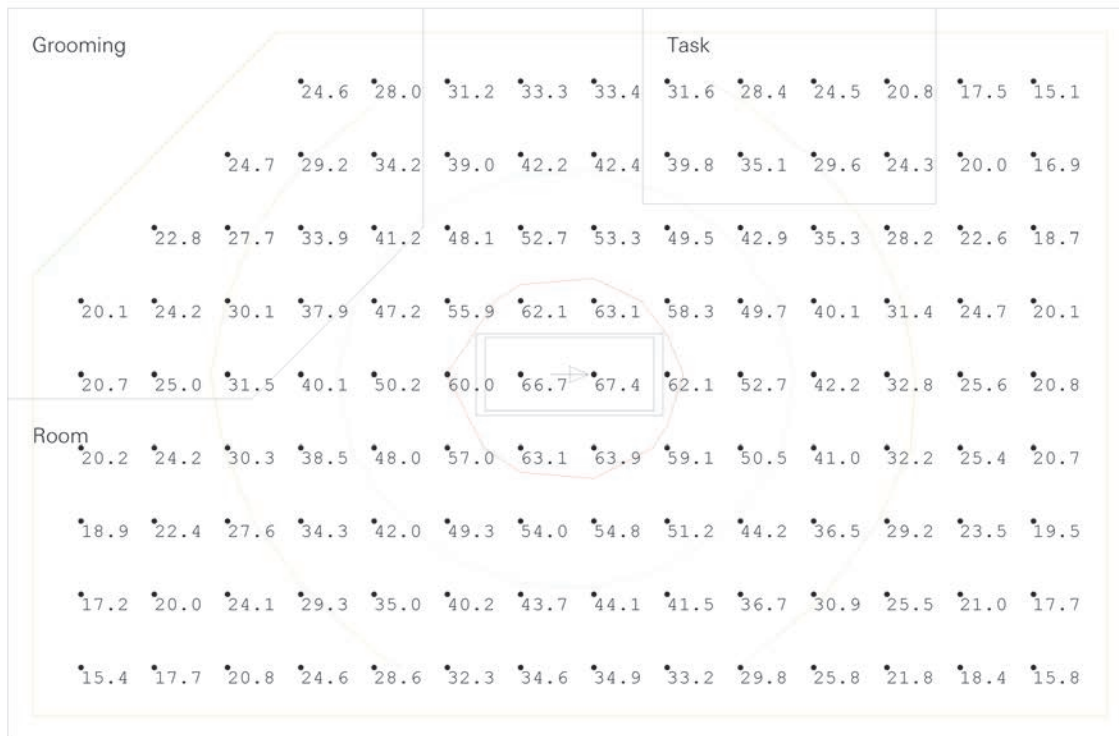 Grooming Task
24.6 28.0 31.2 33.3 33.4 31.6 28.4 24.5 20.8 17.5 15.1
24.7 29.2 34.2 39.0 42.2 42.4 39.8 35.1 29.6 24.3 20.0 16.9
22.8 27.7 33.9 41.2 48.1 52.7 53.3 49.5 42.9 35.3 28.2 22.6 18.7
20.1 24.2 30.1 37.9 47.2 55.9 62.1 63.1 58.3 49.7 40.1 31.4 24.7 20.1
20.7 25.0 31.5 40.1 50.2 60.0 66.7 67.4 62.1 52.7 42.2 32.8 25.6 20.8
Room
20.2 24.2 30.3 38.5 48.0 57.0 63.1 63.9 59.1 50.5 41.0 32.2 25.4 20.7
18.9 22.4 27.6 34.3 42.0 49.3 54.0 54.8 51.2 44.2 36.5 29.2 23.5 19.5
17.2 20.0 24.1 29.3 35.0 40.2 43.7 44.1 41.5 36.7 30.9 25.5 21.0 17.7
15.4 17.7 20.8 24.6 28.6 32.3 34.6 34.9 33.2 29.8 25.8 21.8 18.4 15.8